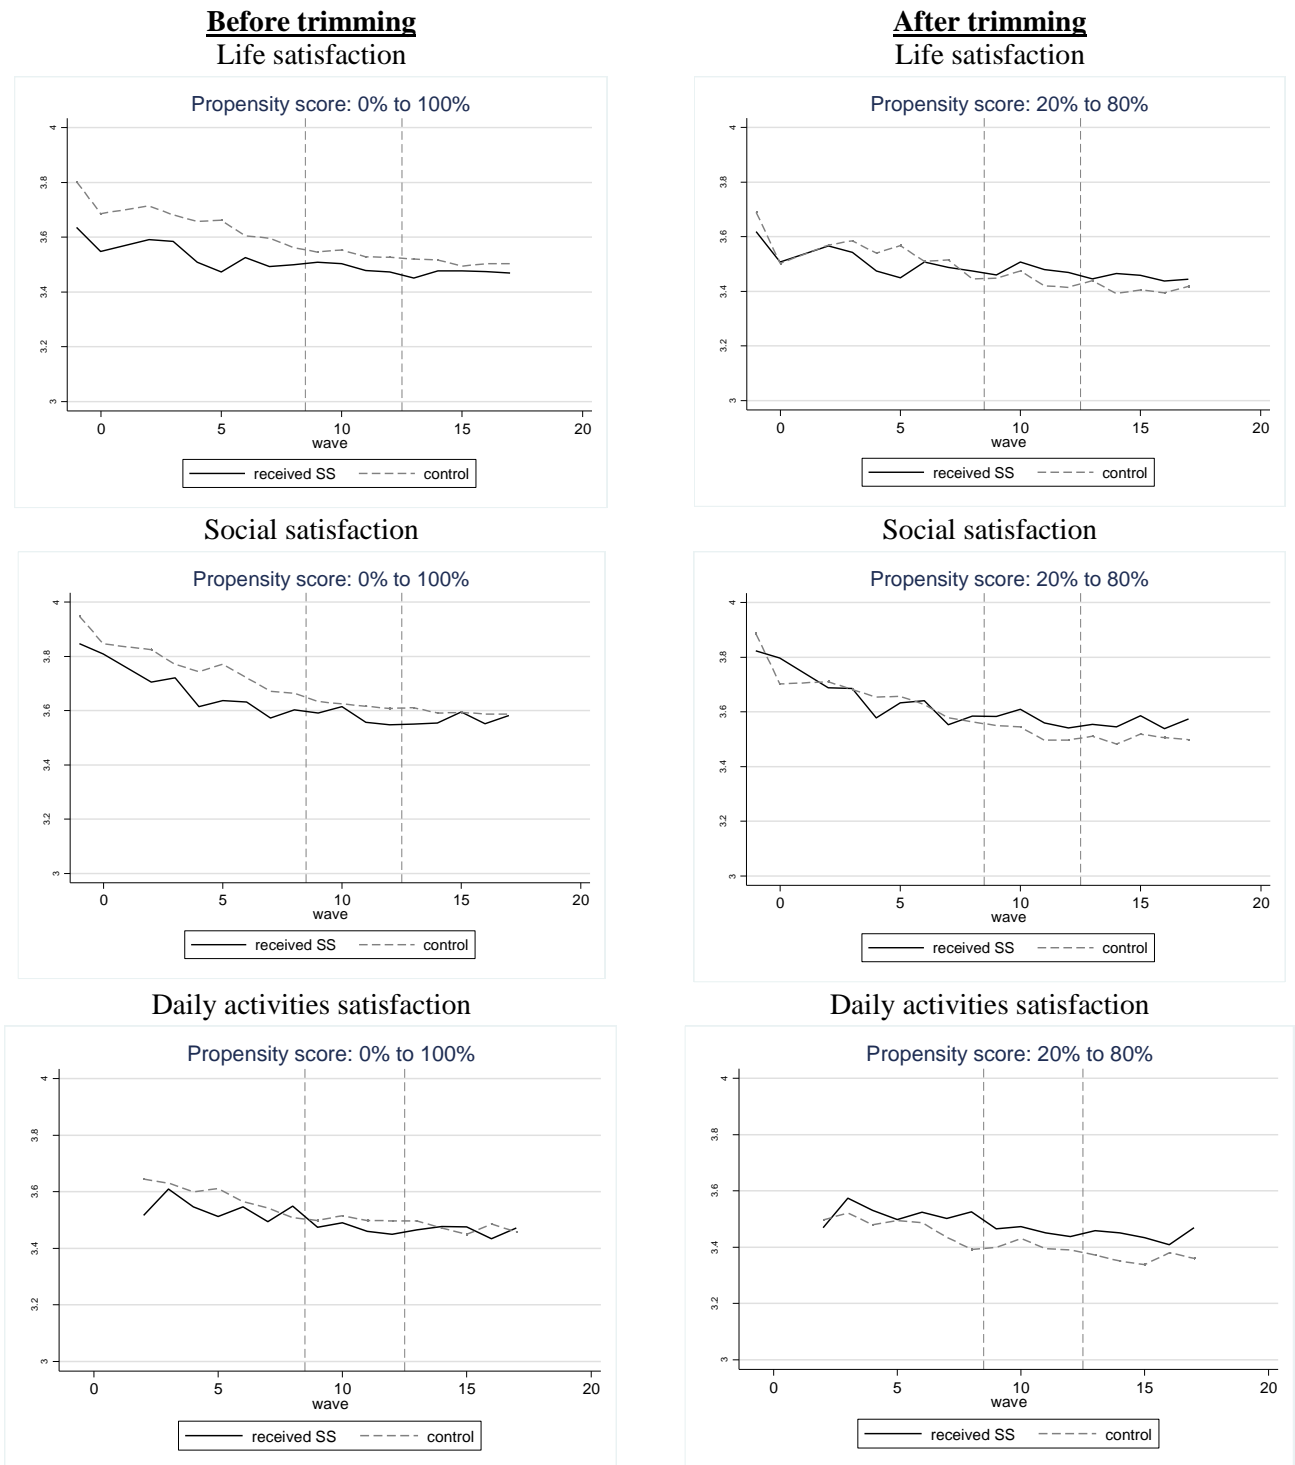 Before trimming
Life satisfaction
Propensity score: 0% to 100%
4
3.8
3.6
3.4
3.2
3
0 5 10 15 20
wave
received SS control
After trimming
Life satisfaction
Propensity score: 20% to 80%
4
3.8
3.6
3.4
3.2
3
0 5 10 15 20
wave
received SS control
Social satisfaction
Propensity score: 0% to 100%
4
3.8
3.6
3.4
3.2
3
0 5 10 15 20
wave
received SS control
Social satisfaction
Propensity score: 20% to 80%
4
3.8
3.6
3.4
3.2
3
0 5 10 15 20
wave
received SS control
Daily activities satisfaction
Propensity score: 0% to 100%
4
3.8
3.6
3.4
3.2
3
0 5 10 15 20
wave
received SS control
Daily activities satisfaction
Propensity score: 20% to 80%
4
3.8
3.6
3.4
3.2
3
0 5 10 15 20
wave
received SS control